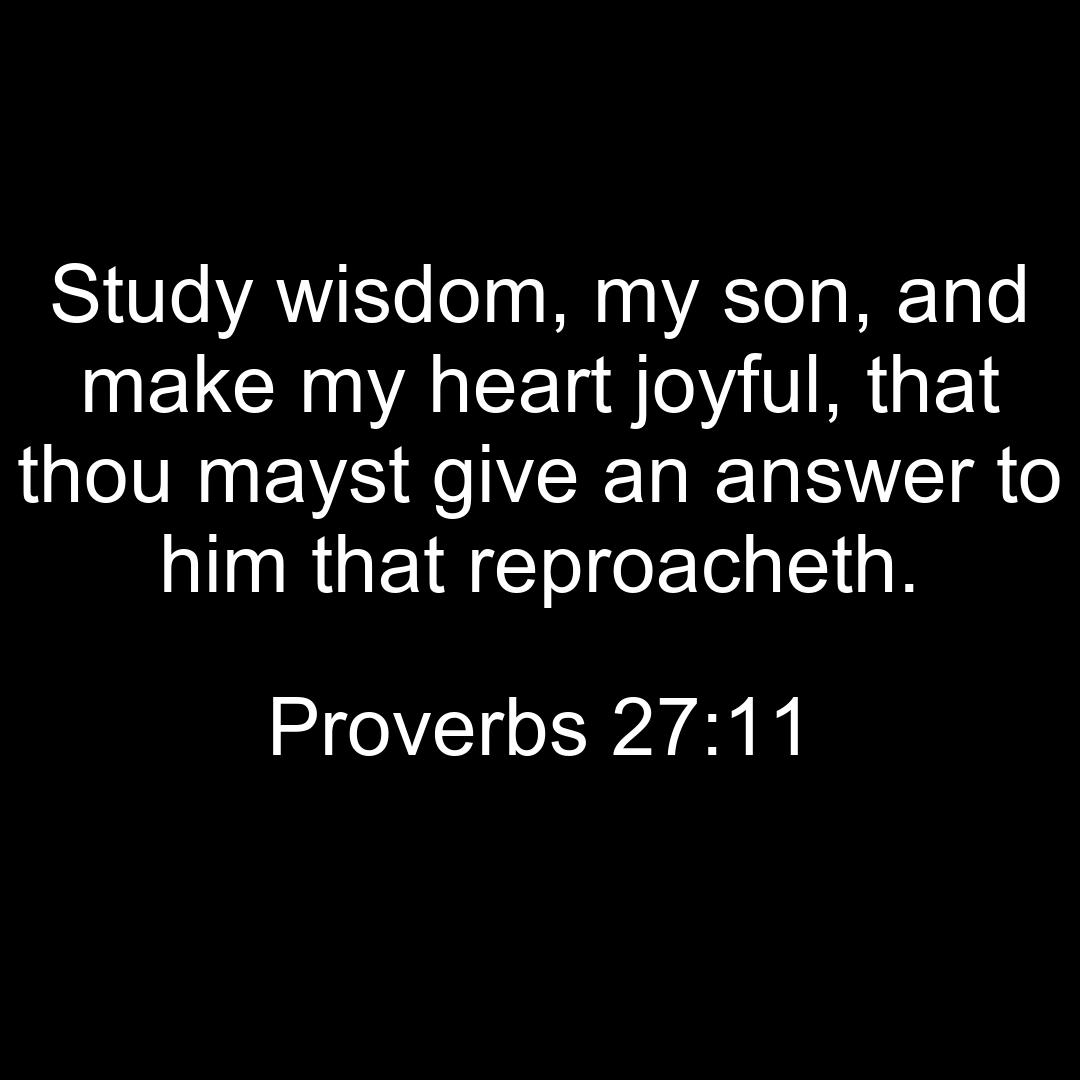 Study wisdom, my son, and
make my heart joyful, that
thou mayst give an answer to
him that reproacheth.
Proverbs 27:11